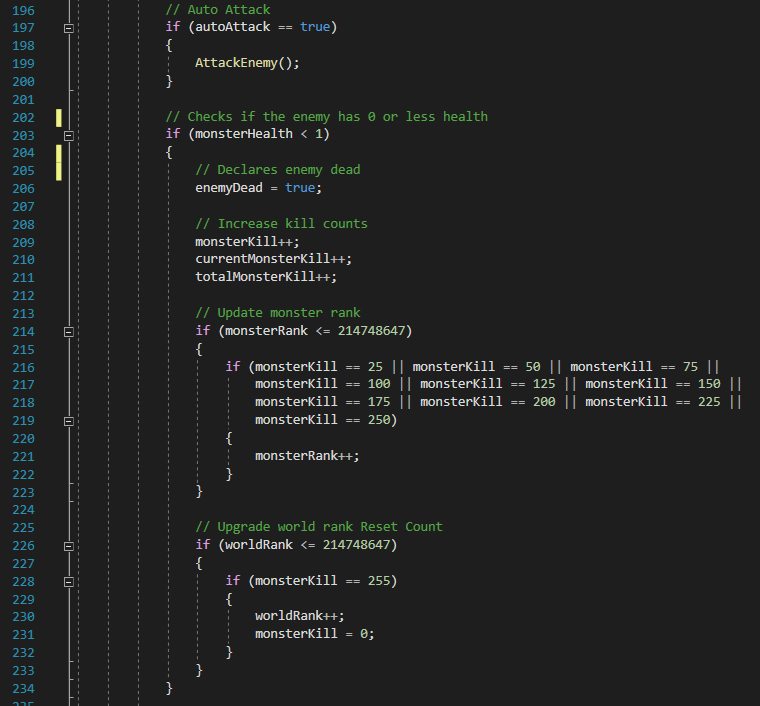 196 // Auto Attack
197 if (autoAttack == true)
198 {
199 AttackEnemy();
200 }
201
202 // Checks if the enemy has 0 or less health
203 if (monsterHealth < 1)
204 {
205 // Declares enemy dead
206 enemyDead = true;
207
208 // Increase kill counts
209 monsterKill++;
210 currentMonsterKill++;
211 totalMonsterKill++;
212
213 // Update monster rank
214 if (monsterRank <= 214748647)
215 {
216 if (monsterKill == 25 || monsterKill == 50 || monsterKill == 75 ||
217 monsterKill == 100 || monsterKill == 125 || monsterKill == 150 ||
218 monsterKill == 175 || monsterKill == 200 || monsterKill == 225 ||
219 monsterKill == 250)
220 {
221 monsterRank++;
222 }
223 }
224
225 // Upgrade world rank Reset Count
226 if (worldRank <= 214748647)
227 {
228 if (monsterKill == 255)
229 {
230 worldRank++;
231 monsterKill = 0;
232 }
233 }
234 }